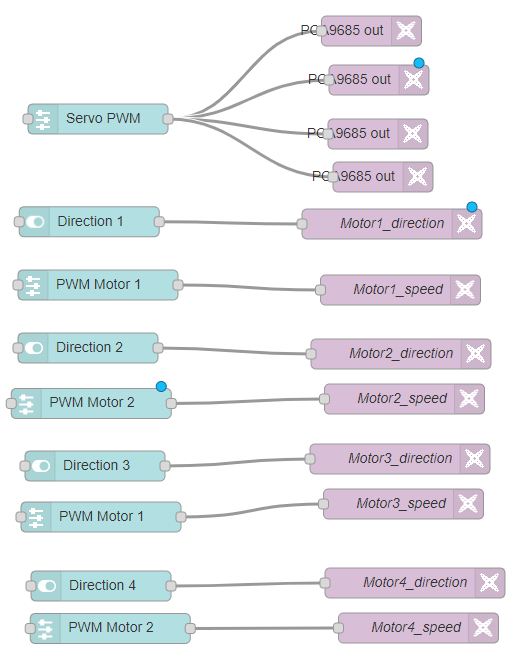 PCA9685 out
PCA9685 out
Servo PWM
PCA9685 out
PCA9685 out
Direction 1
Motor1_direction
PWM Motor 1
Motor1_speed
Direction 2
Motor2_direction
PWM Motor 2
Motor2_speed
Direction 3
Motor3_direction
PWM Motor 1
Motor3_speed
Direction 4
Motor4_direction
PWM Motor 2
Motor4_speed